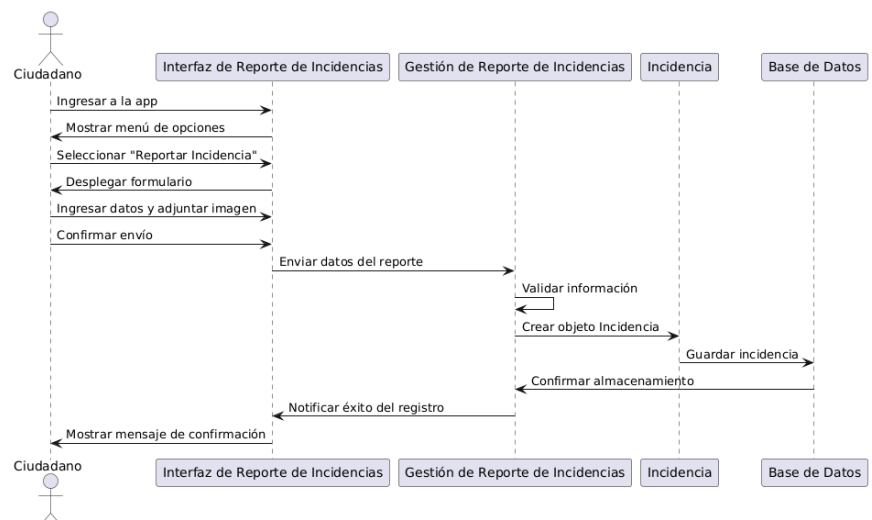 Ciudadano
Interfaz de Reporte de Incidencias
Gestión de Reporte de Incidencias
Incidencia
Base de Datos
Ingresar a la app
Mostrar menú de opciones
Seleccionar "Reportar Incidencia"
Desplegar formulario
Ingresar datos y adjuntar imagen
Confirmar envío
Enviar datos del reporte
Validar información
Crear objeto Incidencia
Guardar incidencia
Confirmar almacenamiento
Notificar éxito del registro
Mostrar mensaje de confirmación
Ciudadano
Interfaz de Reporte de Incidencias
Gestión de Reporte de Incidencias
Incidencia
Base de Datos